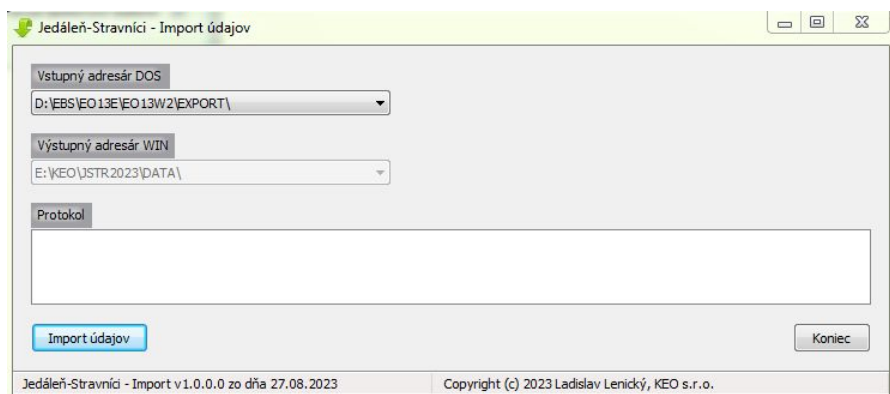 Jedáleň-Stravníci - Import údajov
Vstupný adresár DOS
D:\EBS\EO13E\EO13W2\EXPORT\
Výstupný adresár WIN
E:\KEO\JSTR2023\DATA\
Protokol
Import údajov
Koniec
Jedáleň-Stravníci - Import v1.0.0.0 zo dňa 27.08.2023
Copyright (c) 2023 Ladislav Lenický, KEO s.r.o.